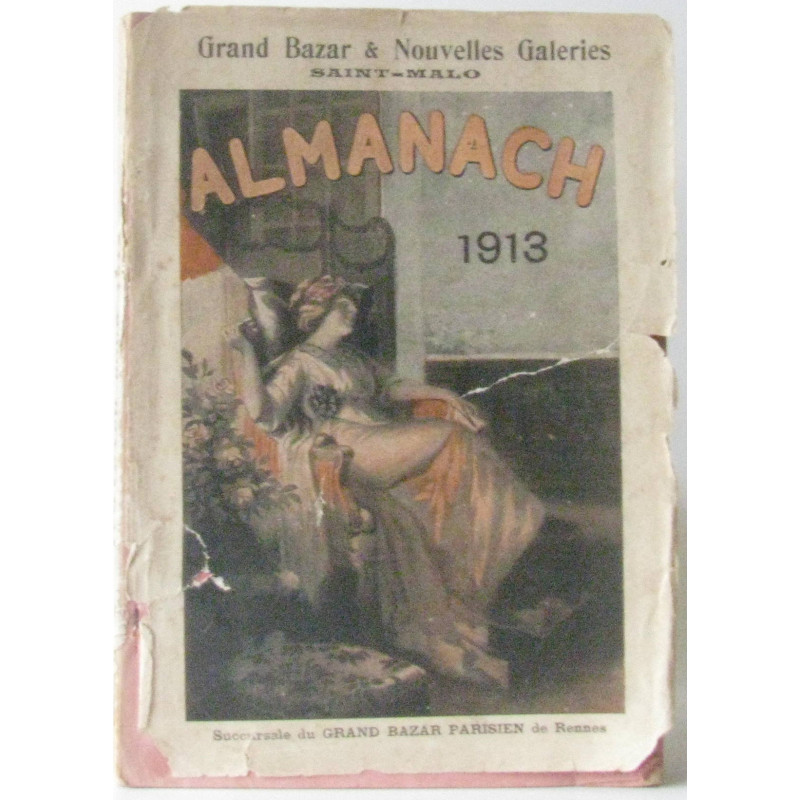 Grand Bazar & Nouvelles Galeries
SAINT-MALO
ALMANACH
1913
Succursale du GRAND BAZAR PARISIEN de Rennes